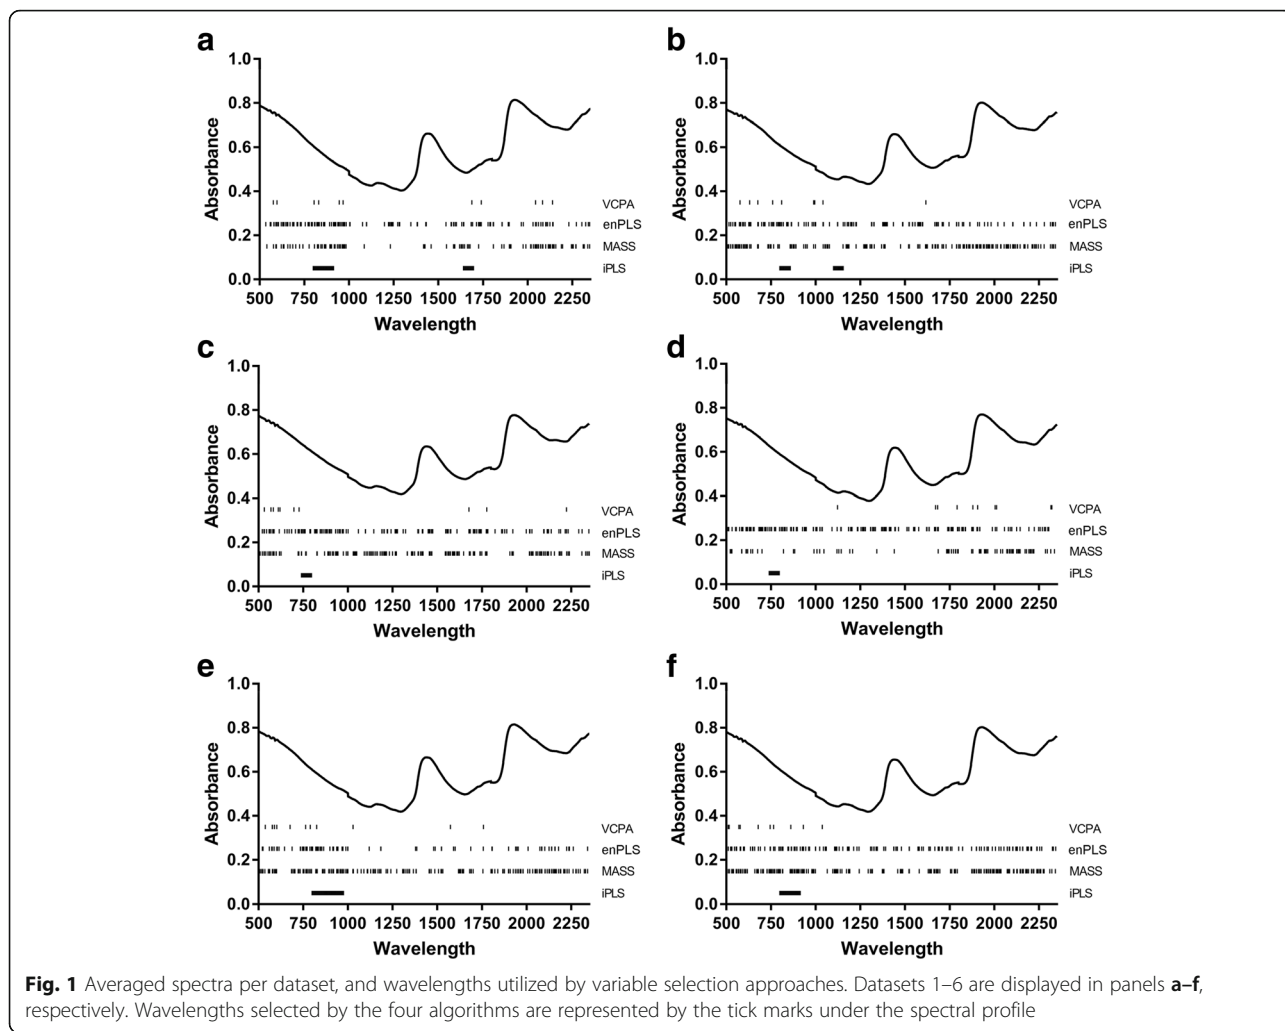 a
1.0
0.8
0.6
0.4
0.2
0.0
Absorbance
VCPA
enPLS
MASS
iPLS
500 750 1000 1250 1500 1750 2000 2250
Wavelength
b
1.0
0.8
0.6
0.4
0.2
0.0
Absorbance
VCPA
enPLS
MASS
iPLS
500 750 1000 1250 1500 1750 2000 2250
Wavelength
c
1.0
0.8
0.6
0.4
0.2
0.0
Absorbance
VCPA
enPLS
MASS
iPLS
500 750 1000 1250 1500 1750 2000 2250
Wavelength
d
1.0
0.8
0.6
0.4
0.2
0.0
Absorbance
VCPA
enPLS
MASS
iPLS
500 750 1000 1250 1500 1750 2000 2250
Wavelength
e
1.0
0.8
0.6
0.4
0.2
0.0
Absorbance
VCPA
enPLS
MASS
iPLS
500 750 1000 1250 1500 1750 2000 2250
Wavelength
f
1.0
0.8
0.6
0.4
0.2
0.0
Absorbance
VCPA
enPLS
MASS
iPLS
500 750 1000 1250 1500 1750 2000 2250
Wavelength
Fig. 1 Averaged spectra per dataset, and wavelengths utilized by variable selection approaches. Datasets 1–6 are displayed in panels a–f,
respectively. Wavelengths selected by the four algorithms are represented by the tick marks under the spectral profile